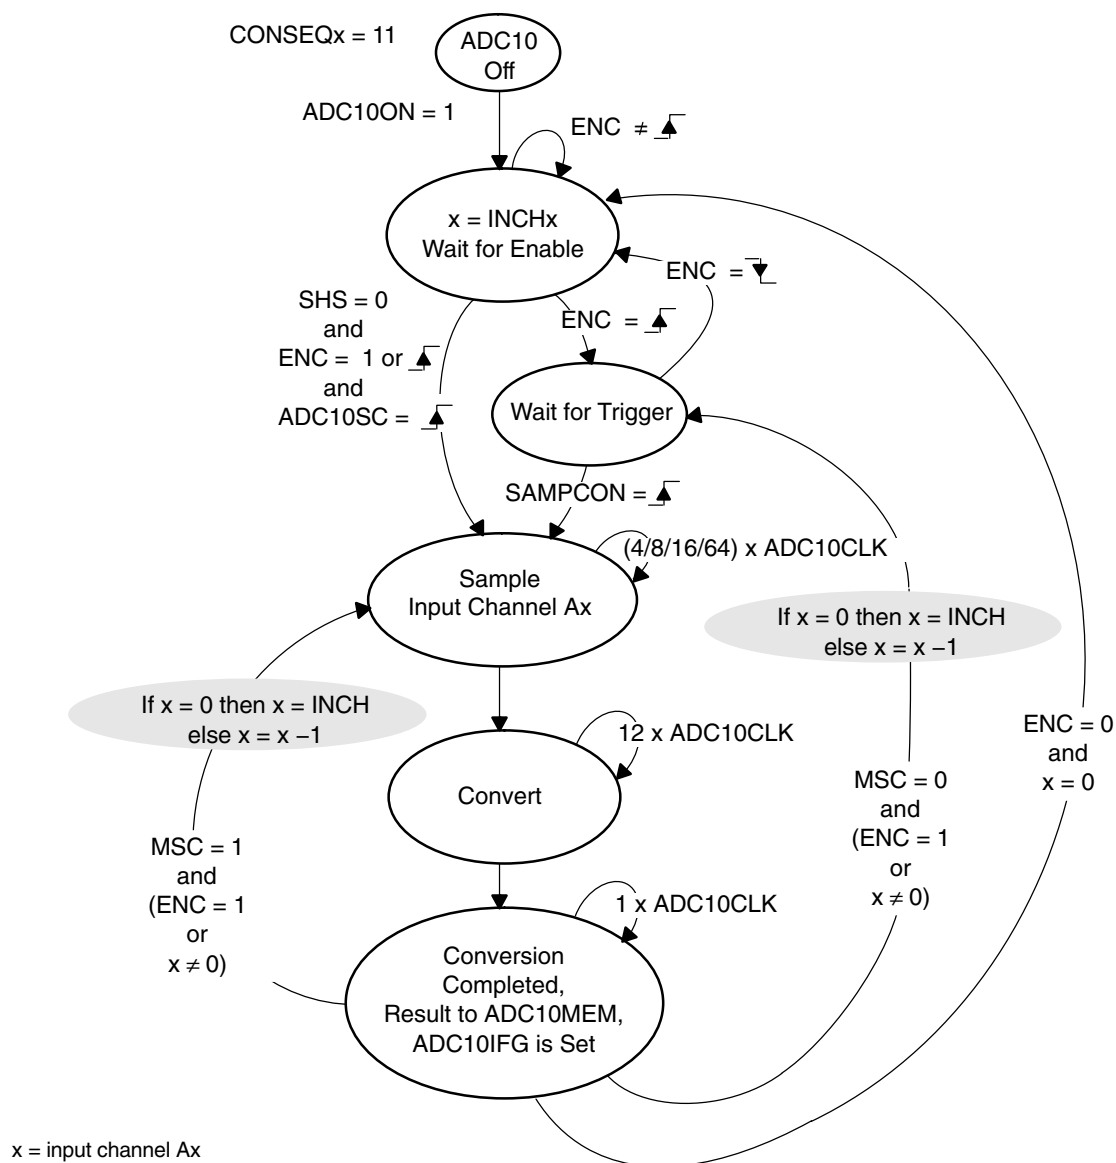 CONSEQx = 11
ADC10
Off
ADC10ON = 1
ENC ≠
x = INCHx
Wait for Enable
ENC =
SHS = 0
and
ENC = 1 or
and
ADC10SC =
ENC =
Wait for Trigger
SAMPCON =
(4/8/16/64) x ADC10CLK
Sample
Input Channel Ax
If x = 0 then x = INCH
else x = x −1
If x = 0 then x = INCH
else x = x −1
12 x ADC10CLK
Convert
ENC = 0
and
x = 0
MSC = 0
and
(ENC = 1
or
x ≠ 0)
MSC = 1
and
(ENC = 1
or
x ≠ 0)
1 x ADC10CLK
Conversion
Completed,
Result to ADC10MEM,
ADC10IFG is Set
x = input channel Ax